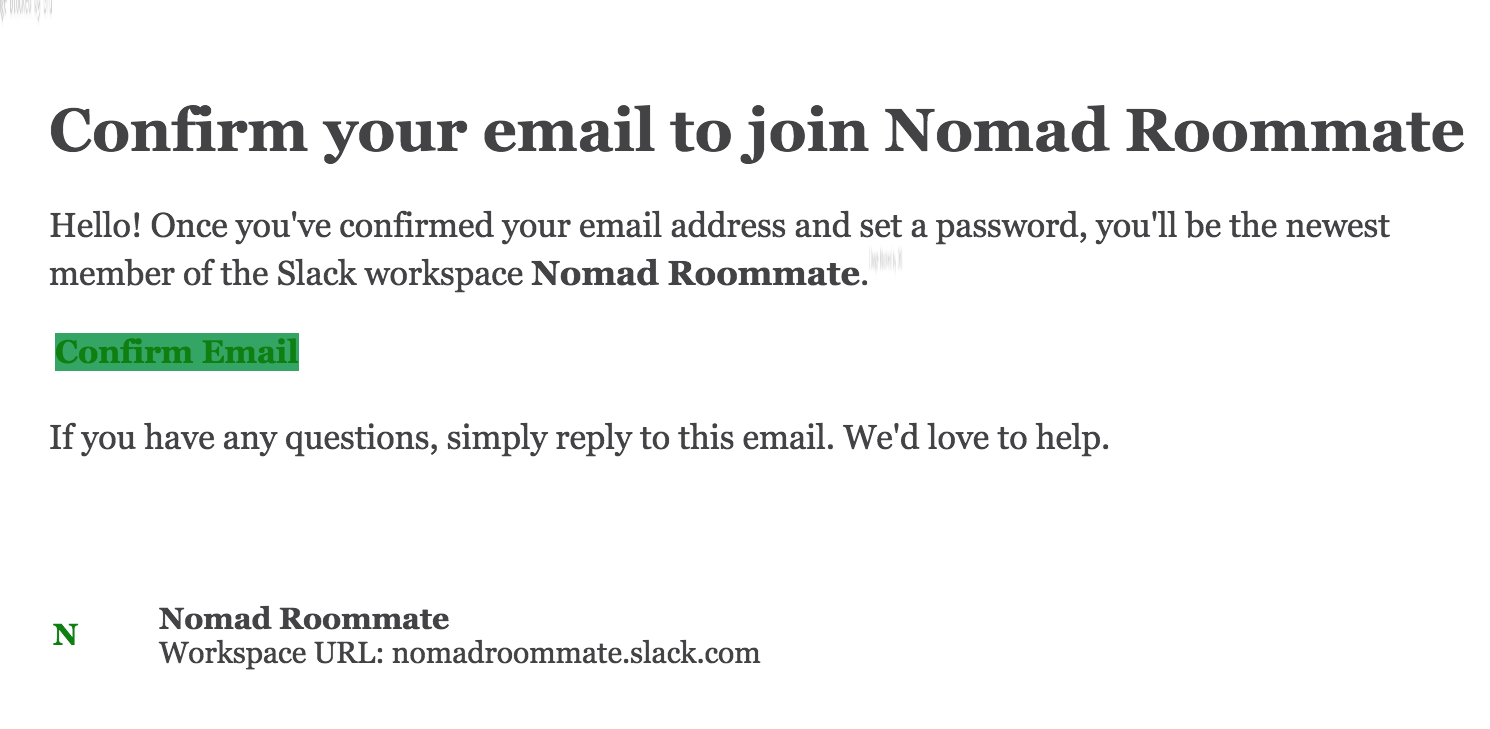 Confirm your email to join Nomad Roommate
Hello! Once you've confirmed your email address and set a password, you'll be the newest
member of the Slack workspace Nomad Roommate.
Confirm Email
If you have any questions, simply reply to this email. We'd love to help.
N
Nomad Roommate
Workspace URL: nomadroommate.slack.com